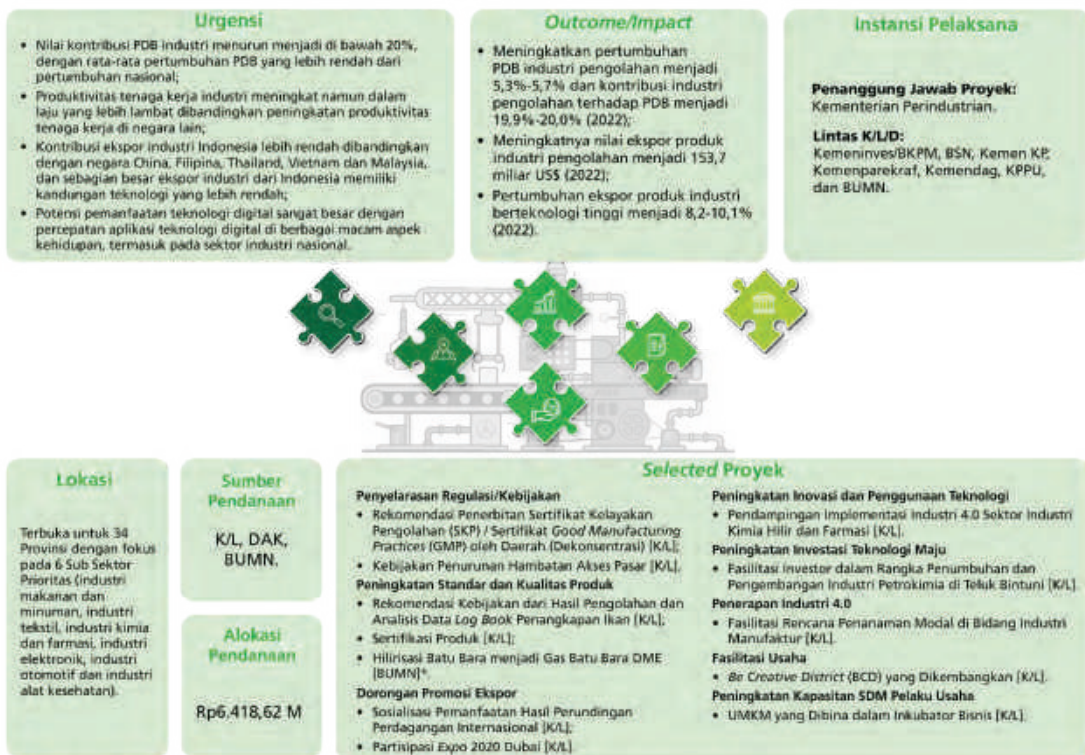 Urgensi
• Nilai kontribusi PDB industri menurun menjadi di bawah 20%,
dengan rata-rata pertumbuhan PDB yang lebih rendah dari
pertumbuhan nasional;
• Produktivitas tenaga kerja industri meningkat namun dalam
laju yang lebih lambat dibandingkan peningkatan produktivitas
tenaga kerja di negara lain;
• Kontribusi ekspor industri Indonesia lebih rendah dibandingkan
dengan negara China, Filipina, Thailand, Vietnam dan Malaysia,
dan sebagian besar ekspor industri dari Indonesia memiliki
kandungan teknologi yang lebih rendah;
• Potensi pemanfaatan teknologi digital sangat besar dengan
percepatan aplikasi teknologi digital di berbagai macam aspek
kehidupan, termasuk pada sektor industri nasional.
Outcome/Impact
• Meningkatkan pertumbuhan
PDB industri pengolahan menjadi
5,3%-5,7% dan kontribusi industri
pengolahan terhadap PDB menjadi
19,9%-20,0% (2022);
• Meningkatnya nilai ekspor produk
industri pengolahan menjadi 153,7
miliar US$ (2022);
• Pertumbuhan ekspor produk industri
berteknologi tinggi menjadi 8,2-10,1%
(2022).
Instansi Pelaksana
Penanggung Jawab Proyek:
Kementerian Perindustrian.
Lintas K/L/D:
Kemeninves/BKPM, BSN, Kemen KP,
Kemenparekraf, Kemendag, KPPU,
dan BUMN.
Lokasi
Terbuka untuk 34
Provinsi dengan fokus
pada 6 Sub Sektor
Prioritas (industri
makanan dan
minuman, industri
tekstil, industri kimia
dan farmasi, industri
elektronik, industri
otomotif dan industri
alat kesehatan).
Sumber
Pendanaan
K/L, DAK,
BUMN.
Alokasi
Pendanaan
Rp6.418,62 M
Selected Proyek
Penyelarasan Regulasi/Kebijakan
• Rekomendasi Penerbitan Sertifikat Kelayakan
Pengolahan (SKP) / Sertifikat Good Manufacturing
Practices (GMP) oleh Daerah (Dekonsentrasi) [K/L];
• Kebijakan Penurunan Hambatan Akses Pasar [K/L].
Peningkatan Standar dan Kualitas Produk
• Rekomendasi Kebijakan dari Hasil Pengolahan dan
Analisis Data Log Book Penangkapan Ikan [K/L];
• Sertifikasi Produk [K/L];
• Hilirisasi Batu Bara menjadi Gas Batu Bara DME
[BUMN]*.
Dorongan Promosi Ekspor
• Sosialisasi Pemanfaatan Hasil Perundingan
Perdagangan Internasional [K/L];
• Partisipasi Expo 2020 Dubai [K/L].
Peningkatan Inovasi dan Penggunaan Teknologi
• Pendampingan Implementasi Industri 4.0 Sektor Industri
Kimia Hilir dan Farmasi [K/L].
Peningkatan Investasi Teknologi Maju
• Fasilitasi Investor dalam Rangka Penumbuhan dan
Pengembangan Industri Petrokimia di Teluk Bintuni [K/L].
Penerapan Industri 4.0
• Fasilitasi Rencana Penanaman Modal di Bidang Industri
Manufaktur [K/L].
Fasilitasi Usaha
• Be Creative District (BCD) yang Dikembangkan [K/L].
Peningkatan Kapasitan SDM Pelaku Usaha
• UMKM yang Dibina dalam Inkubator Bisnis [K/L].